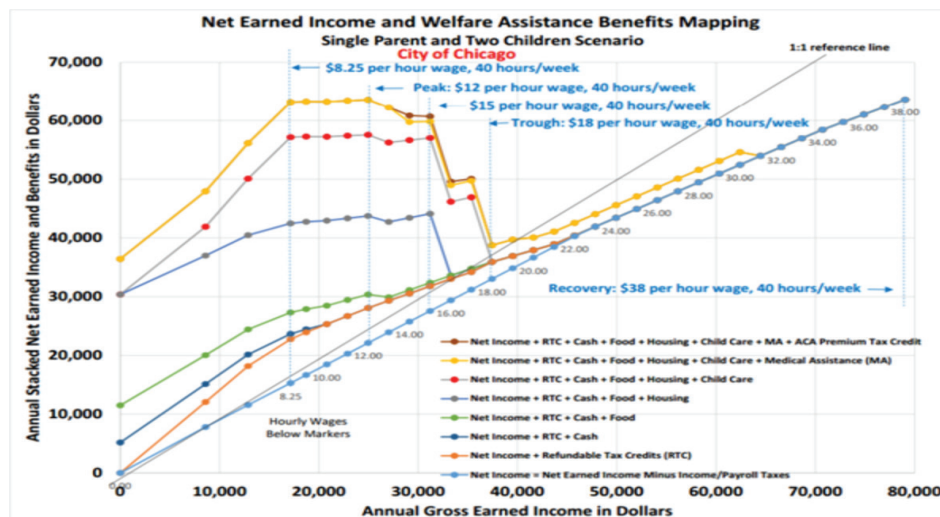 Net Earned Income and Welfare Assistance Benefits Mapping
Single Parent and Two Children Scenario
City of Chicago
1:1 reference line
$8.25 per hour wage, 40 hours/week
Peak: $12 per hour wage, 40 hours/week
$15 per hour wage, 40 hours/week
Trough: $18 per hour wage, 40 hours/week
Annual Stacked Net Earned Income and Benefits in Dollars
70,000
60,000
50,000
40,000
30,000
20,000
10,000
0
38.00
36.00
34.00
32.00
30.00
28.00
26.00
24.00
22.00
20.00
18.00
16.00
14.00
12.00
10.00
8.25
0.00
Recovery: $38 per hour wage, 40 hours/week
Hourly Wages
Below Markers
Net Income + RTC + Cash + Food + Housing + Child Care + MA + ACA Premium Tax Credit
Net Income + RTC + Cash + Food + Housing + Child Care + Medical Assistance (MA)
Net Income + RTC + Cash + Food + Housing + Child Care
Net Income + RTC + Cash + Food + Housing
Net Income + RTC + Cash + Food
Net Income + RTC + Cash
Net Income + Refundable Tax Credits (RTC)
Net Income = Net Earned Income Minus Income/Payroll Taxes
0
10,000
20,000
30,000
40,000
50,000
60,000
70,000
80,000
Annual Gross Earned Income in Dollars